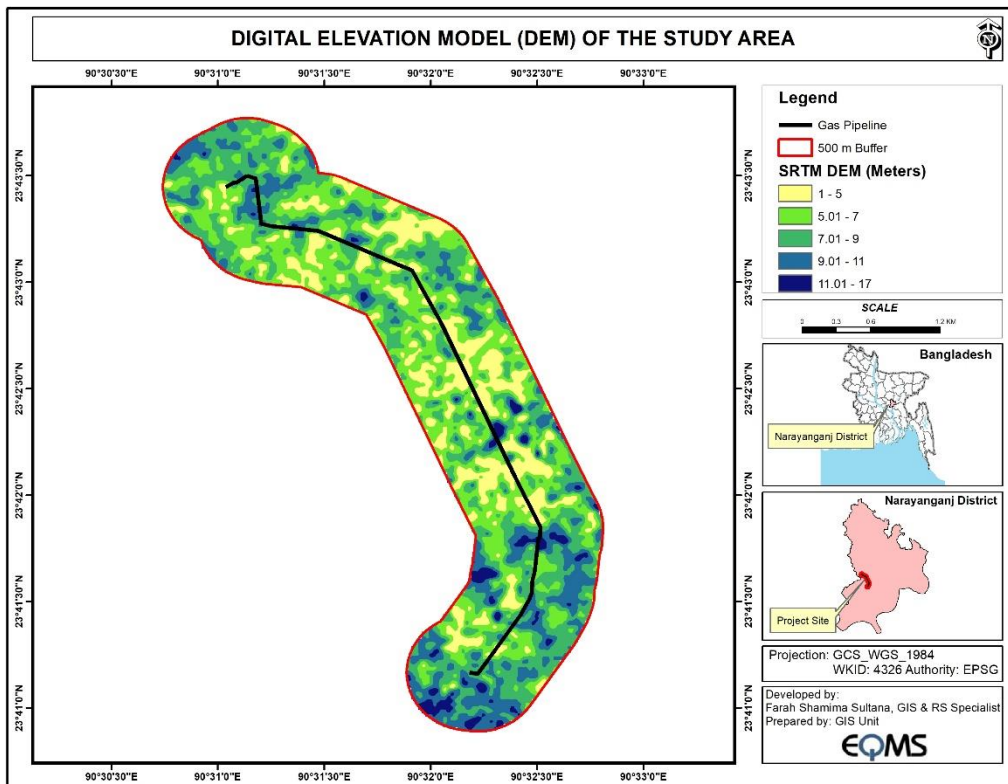 DIGITAL ELEVATION MODEL (DEM) OF THE STUDY AREA
N
90°30'30"E 90°31'0"E 90°31'30"E 90°32'0"E 90°32'30"E 90°33'0"E
23°43'30"N 23°43'30"N
23°43'0"N 23°43'0"N
23°42'30"N 23°42'30"N
23°42'0"N 23°42'0"N
23°41'30"N 23°41'30"N
23°41'0"N 23°41'0"N
90°30'30"E 90°31'0"E 90°31'30"E 90°32'0"E 90°32'30"E 90°33'0"E
Legend
Gas Pipeline
500 m Buffer
SRTM DEM (Meters)
1 - 5
5.01 - 7
7.01 - 9
9.01 - 11
11.01 - 17
SCALE
0 0.3 0.6 1.2 KM
Bangladesh
Narayanganj District
Narayanganj District
Project Site
Projection: GCS_WGS_1984
WKID: 4326 Authority: EPSG
Developed by:
Farah Shamima Sultana, GIS & RS Specialist
Prepared by: GIS Unit
EQMS